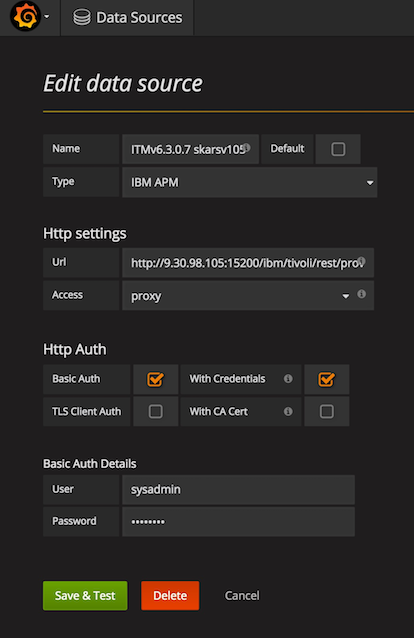 Data Sources
Edit data source
Name ITMv6.3.0.7 skarsv105 Default
Type IBM APM
Http settings
Url http://9.30.98.105:15200/ibm/tivoli/rest/prov
Access proxy
Http Auth
Basic Auth With Credentials
TLS Client Auth With CA Cert
Basic Auth Details
User sysadmin
Password ••••••••
Save & Test Delete Cancel